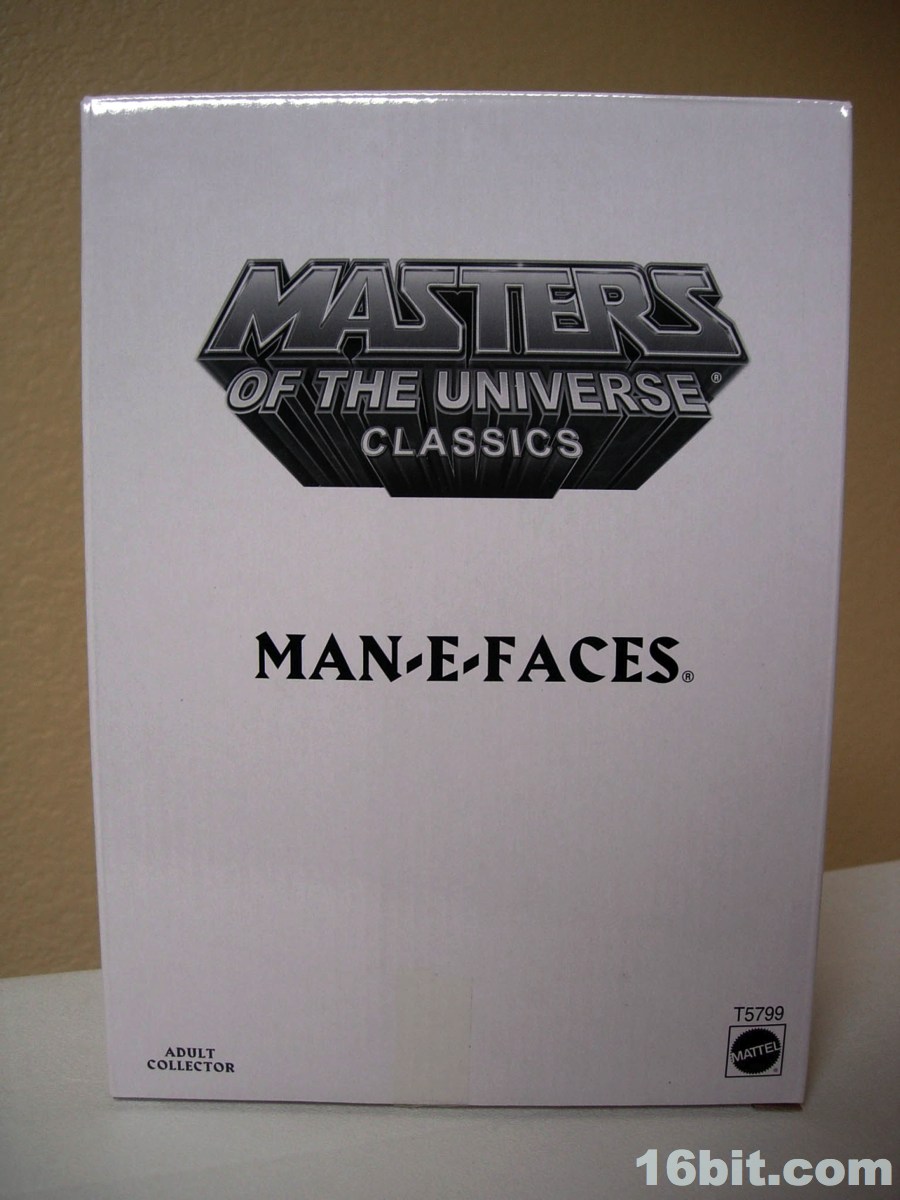 MASTERS
OF THE UNIVERSE®
CLASSICS
MAN-E-FACES®
ADULT
COLLECTOR
T5799
MATTEL
®
16bit.com